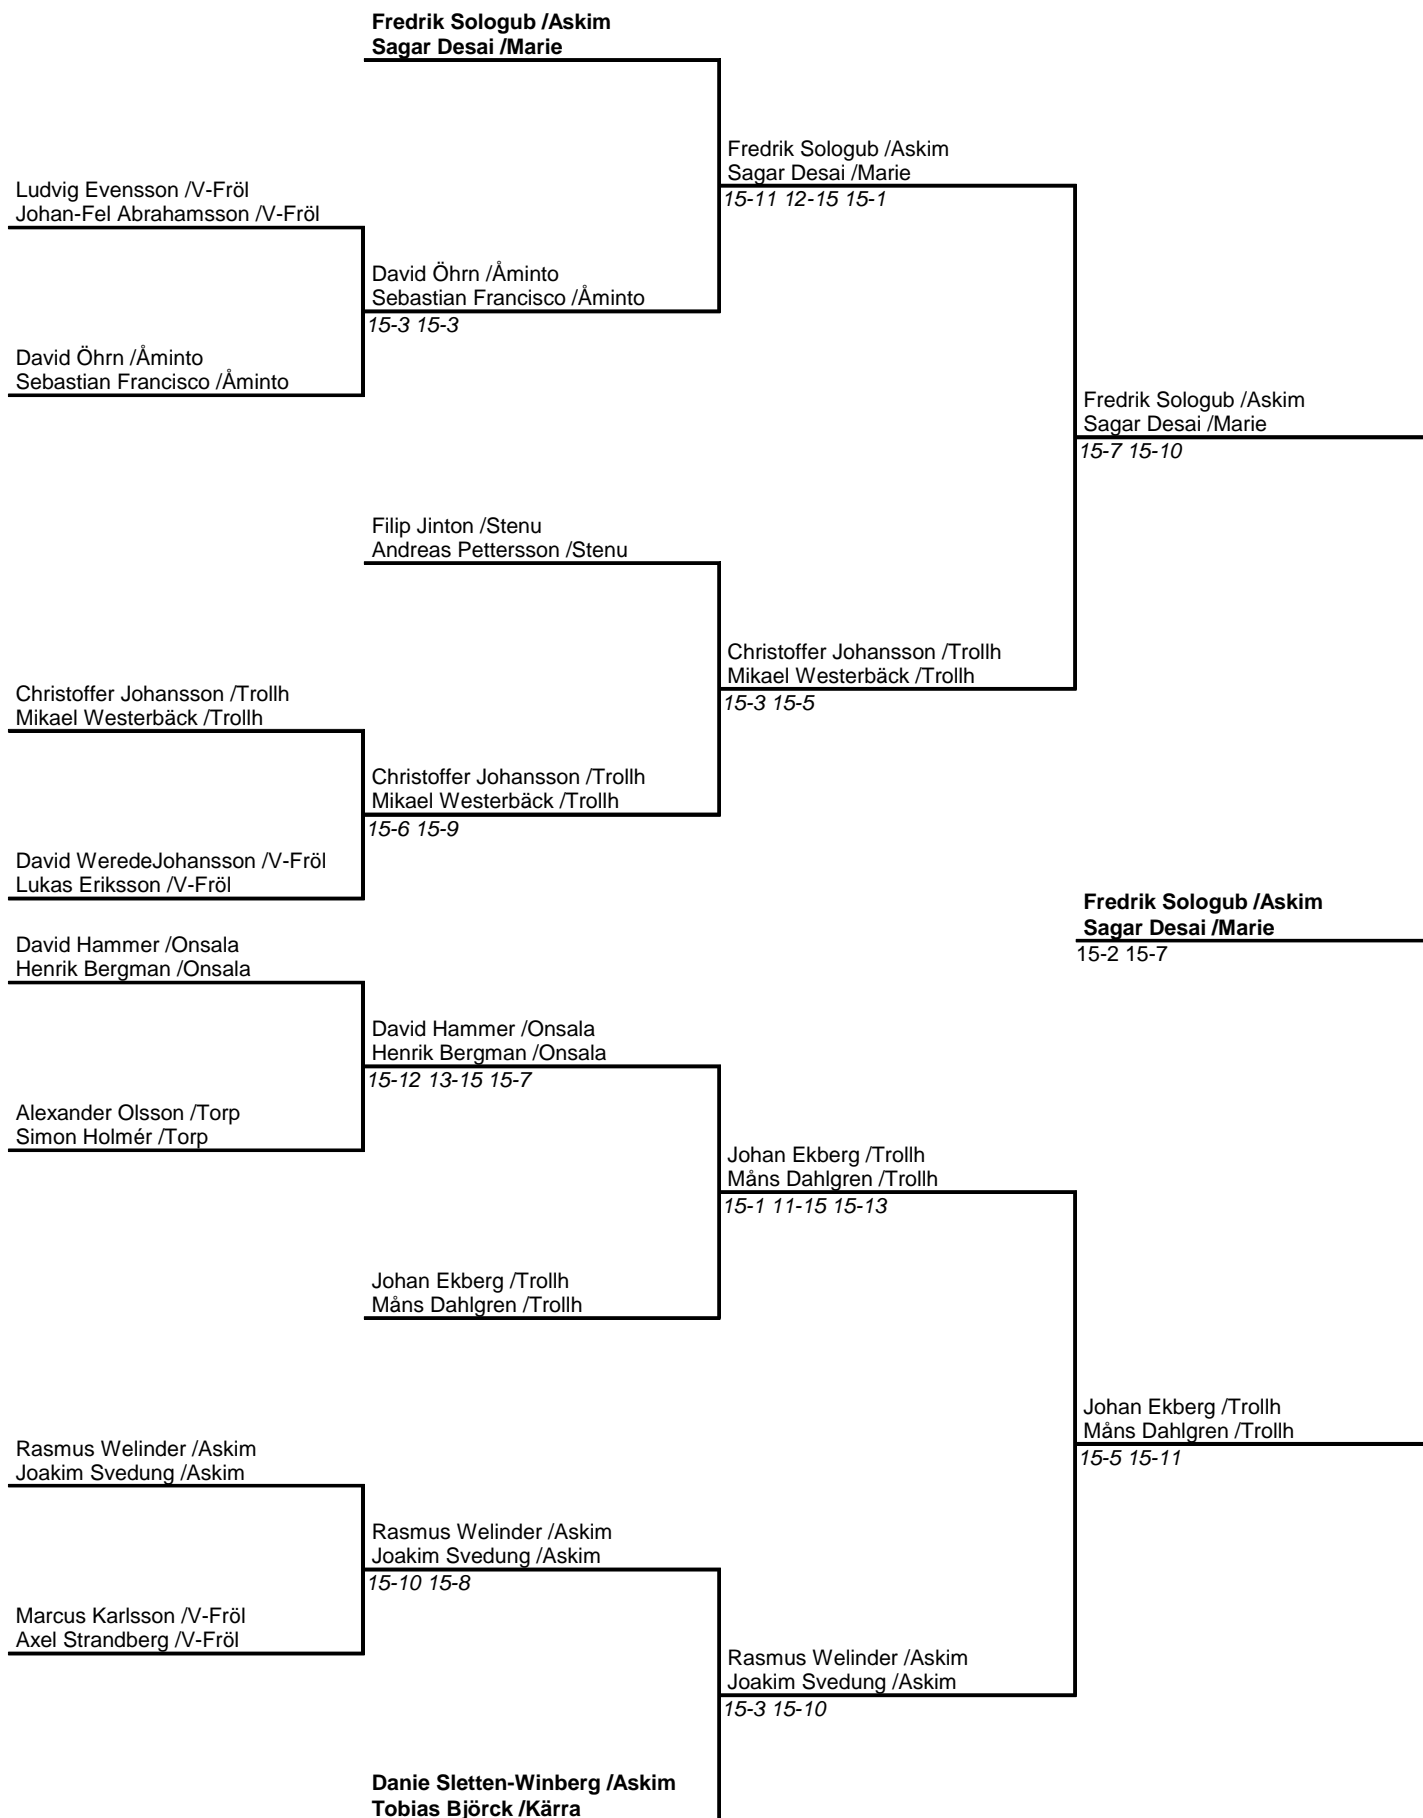 Fredrik Sologub /Askim
Sagar Desai /Marie
Fredrik Sologub /Askim
Sagar Desai /Marie
15-11 12-15 15-1
Ludvig Evensson /V-Fröl
Johan-Fel Abrahamsson /V-Fröl
David Öhrn /Åminto
Sebastian Francisco /Åminto
15-3 15-3
David Öhrn /Åminto
Sebastian Francisco /Åminto
Fredrik Sologub /Askim
Sagar Desai /Marie
15-7 15-10
Filip Jinton /Stenu
Andreas Pettersson /Stenu
Christoffer Johansson /Trollh
Mikael Westerbäck /Trollh
15-3 15-5
Christoffer Johansson /Trollh
Mikael Westerbäck /Trollh
Christoffer Johansson /Trollh
Mikael Westerbäck /Trollh
15-6 15-9
David WeredeJohansson /V-Fröl
Lukas Eriksson /V-Fröl
Fredrik Sologub /Askim
Sagar Desai /Marie
15-2 15-7
David Hammer /Onsala
Henrik Bergman /Onsala
David Hammer /Onsala
Henrik Bergman /Onsala
15-12 13-15 15-7
Alexander Olsson /Torp
Simon Holmér /Torp
Johan Ekberg /Trollh
Måns Dahlgren /Trollh
15-1 11-15 15-13
Johan Ekberg /Trollh
Måns Dahlgren /Trollh
Johan Ekberg /Trollh
Måns Dahlgren /Trollh
15-5 15-11
Rasmus Welinder /Askim
Joakim Svedung /Askim
Rasmus Welinder /Askim
Joakim Svedung /Askim
15-10 15-8
Marcus Karlsson /V-Fröl
Axel Strandberg /V-Fröl
Rasmus Welinder /Askim
Joakim Svedung /Askim
15-3 15-10
Danie Sletten-Winberg /Askim
Tobias Björck /Kärra